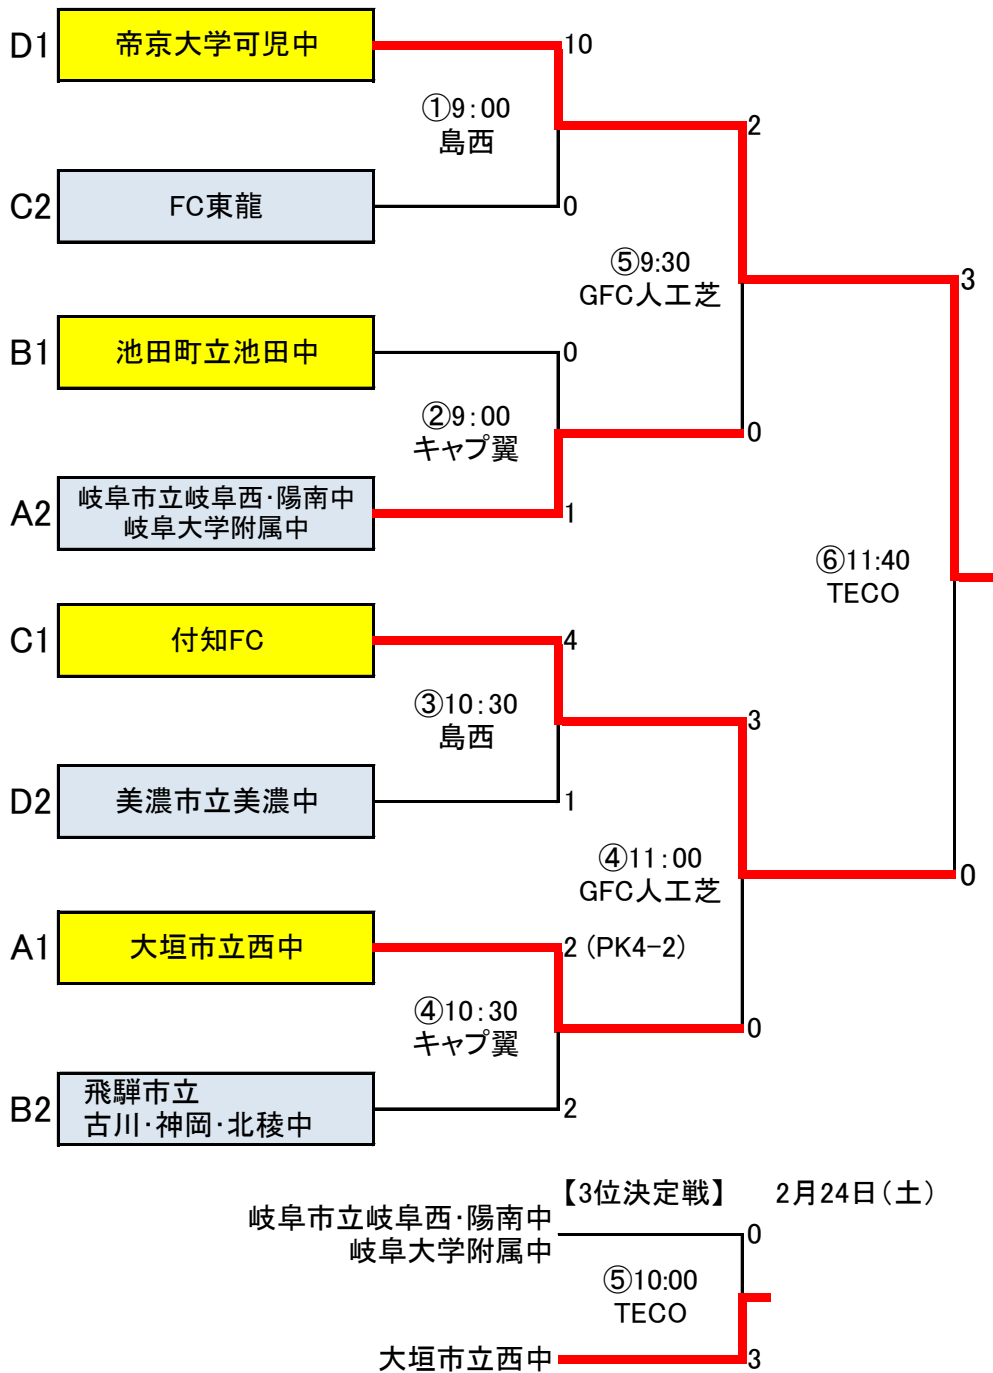 D1
帝京大学可児中
10
①9:00
島西
2
C2
FC東龍
0
⑤9:30
GFC人工芝
3
B1
池田町立池田中
0
②9:00
キャプ翼
0
A2
岐阜市立岐阜西･陽南中
岐阜大学附属中
1
⑥11:40
TECO
C1
付知FC
4
③10:30
島西
3
D2
美濃市立美濃中
1
④11:00
GFC人工芝
0
A1
大垣市立西中
2 (PK4-2)
④10:30
キャプ翼
0
B2
飛騨市立
古川･神岡･北稜中
2
【3位決定戦】 2月24日(土)
岐阜市立岐阜西･陽南中
岐阜大学附属中
0
⑤10:00
TECO
大垣市立西中
3